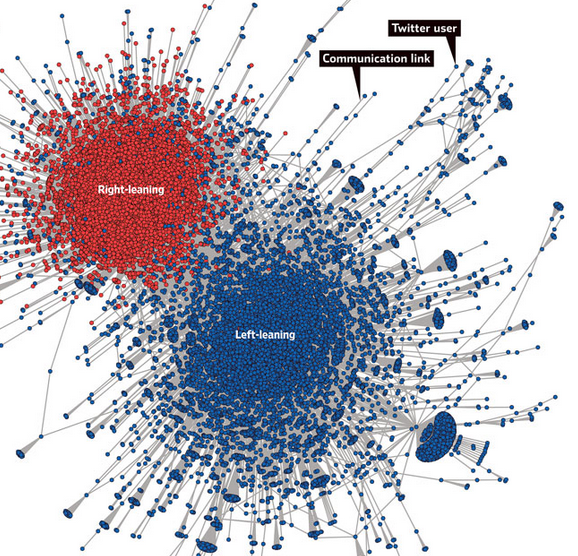 Twitter user
Communication link
Right-leaning
Left-leaning